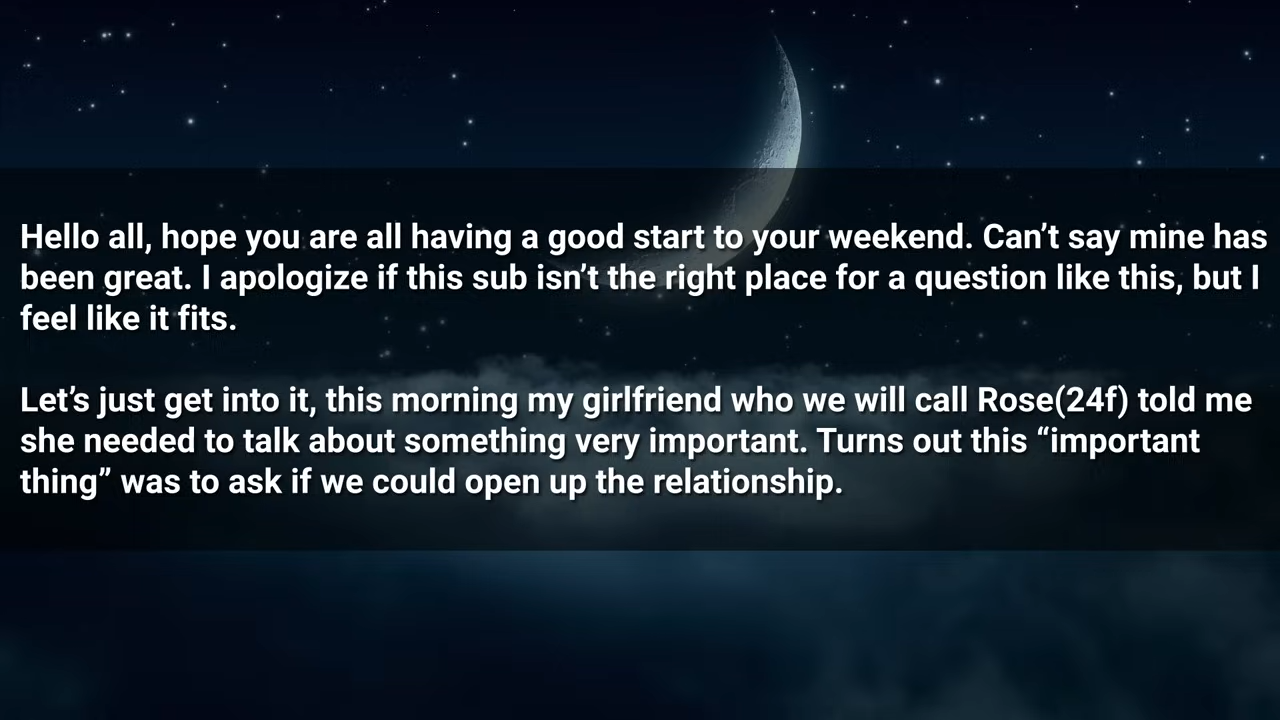 Hello all, hope you are all having a good start to your weekend. Can’t say mine has
been great. I apologize if this sub isn’t the right place for a question like this, but I
feel like it fits.
Let’s just get into it, this morning my girlfriend who we will call Rose(24f) told me
she needed to talk about something very important. Turns out this “important
thing” was to ask if we could open up the relationship.